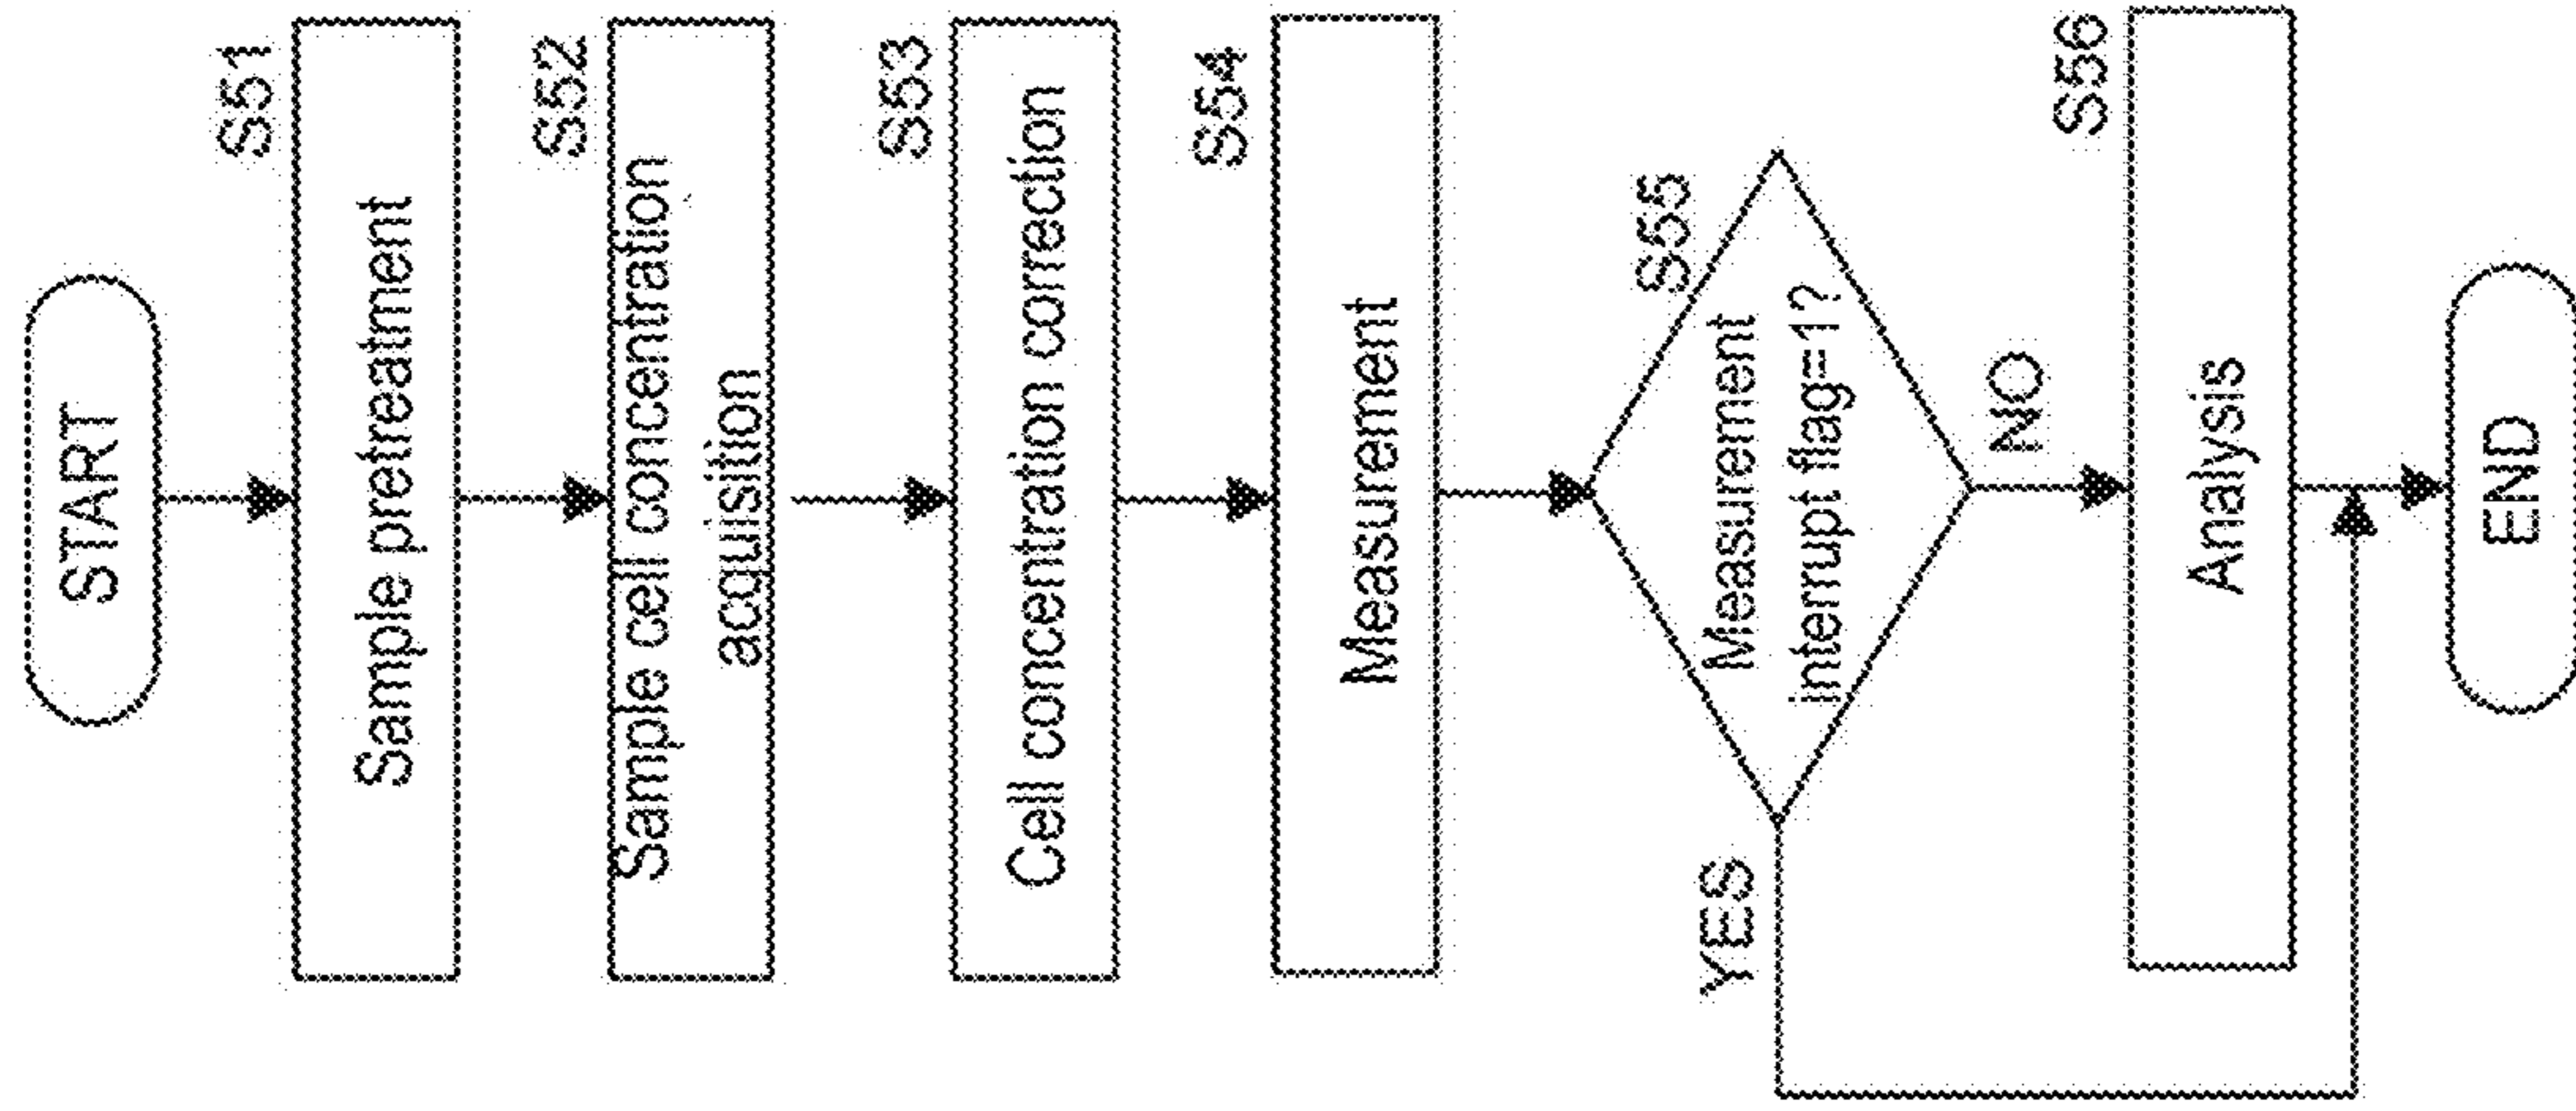 START
S51
Sample pretreatment
S52
Sample cell concentration
acquisition
S53
Cell concentration correction
S54
Measurement
S55
Measurement
interrupt flag=1?
YES
NO
S56
Analysis
END